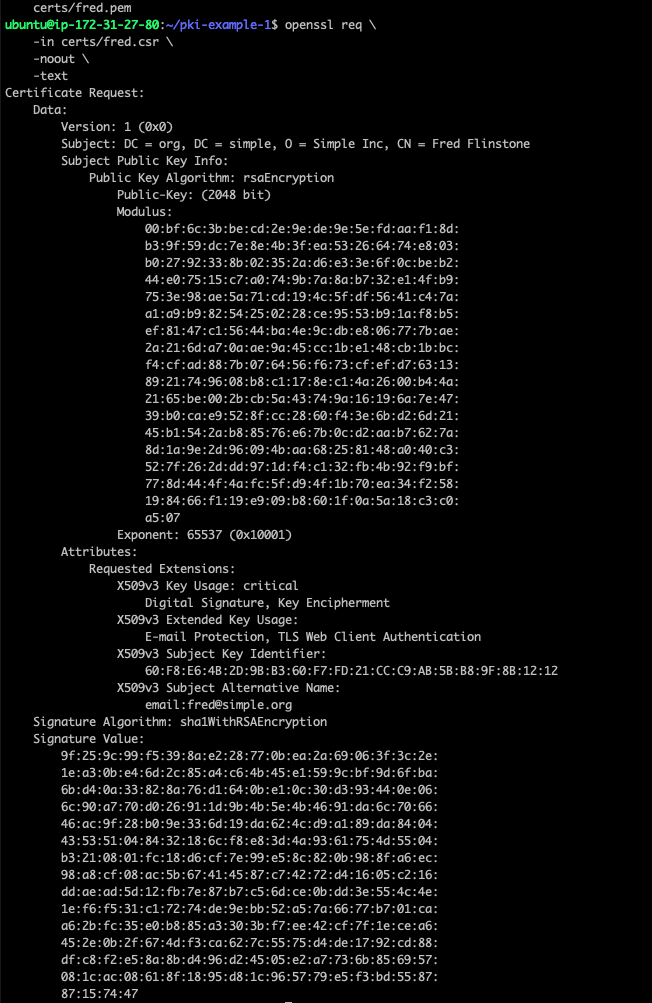 certs/fred.pem
ubuntu@ip-172-31-27-80:~/pki-example-1$ openssl req \
-in certs/fred.csr \
-noout \
-text
Certificate Request:
Data:
Version: 1 (0x0)
Subject: DC = org, DC = simple, O = Simple Inc, CN = Fred Flinstone
Subject Public Key Info:
Public Key Algorithm: rsaEncryption
Public-Key: (2048 bit)
Modulus:
00:bf:6c:3b:be:cd:2e:9e:de:9e:5e:fd:aa:f1:8d:
b3:9f:59:dc:7e:8e:4b:3f:ea:53:26:64:74:e8:03:
b0:27:92:33:8b:02:35:2a:d6:e3:3e:6f:0c:be:b2:
44:e0:75:15:c7:a0:74:9b:7a:8a:b7:32:e1:4f:b9:
75:3e:98:ae:5a:71:cd:19:4c:5f:df:56:41:c4:7a:
a1:a9:b9:82:54:25:02:28:ce:95:53:b9:1a:f8:b5:
ef:81:47:c1:56:44:ba:4e:9c:db:e8:06:77:7b:ae:
2a:21:6d:a7:0a:ae:9a:45:cc:1b:e1:48:cb:1b:bc:
f4:cf:ad:88:7b:07:64:56:f6:73:cf:ef:d7:63:13:
89:21:74:96:08:b8:c1:17:8e:c1:4a:26:00:b4:4a:
21:65:be:00:2b:cb:5a:43:74:9a:16:19:6a:7e:47:
39:b0:ca:e9:52:8f:cc:28:60:f4:3e:6b:d2:6d:21:
45:b1:54:2a:b8:85:76:e6:7b:0c:d2:aa:b7:62:7a:
8d:1a:9e:2d:96:09:4b:aa:68:25:81:48:a0:40:c3:
52:7f:26:2d:dd:97:1d:f4:c1:32:fb:4b:92:f9:bf:
77:8d:44:4f:4a:fc:5f:d9:4f:1b:70:ea:34:f2:58:
19:84:66:f1:19:e9:09:b8:60:1f:0a:5a:18:c3:c0:
a5:07
Exponent: 65537 (0x10001)
Attributes:
Requested Extensions:
X509v3 Key Usage: critical
Digital Signature, Key Encipherment
X509v3 Extended Key Usage:
E-mail Protection, TLS Web Client Authentication
X509v3 Subject Key Identifier:
60:F8:E6:4B:2D:9B:B3:60:F7:FD:21:CC:C9:AB:5B:B8:9F:8B:12:12
X509v3 Subject Alternative Name:
email:fred@simple.org
Signature Algorithm: sha1WithRSAEncryption
Signature Value:
9f:25:9c:99:f5:39:8a:e2:28:77:0b:ea:2a:69:06:3f:3c:2e:
1e:a3:0b:e4:6d:2c:85:a4:c6:4b:45:e1:59:9c:bf:9d:6f:ba:
6b:d4:0a:33:82:8a:76:d1:64:0b:e1:0c:30:d3:93:44:0e:06:
6c:90:a7:70:d0:26:91:1d:9b:4b:5e:4b:46:91:da:6c:70:66:
46:ac:9f:28:b0:9e:33:6d:19:da:62:4c:d9:a1:89:da:84:04:
43:53:51:04:84:32:18:6c:f8:e8:3d:4a:93:61:75:4d:55:04:
b3:21:08:01:fc:18:d6:cf:7e:99:e5:8c:82:0b:98:8f:a6:ec:
98:a8:cf:08:ac:5b:67:41:45:87:c7:42:72:d4:16:05:c2:16:
dd:ae:ad:5d:12:fb:7e:87:b7:c5:6d:ce:0b:dd:3e:55:4c:4e:
1e:f6:f5:31:c1:72:74:de:9e:bb:52:a5:7a:66:77:b7:01:ca:
a6:2b:fc:35:e0:b8:85:a3:30:3b:f7:ee:42:cf:7f:1e:ce:a6:
45:2e:0b:2f:67:4d:f3:ca:62:7c:55:75:d4:de:17:92:cd:88:
df:c8:f2:e5:8a:8b:d4:96:d2:45:05:e2:a7:73:6b:85:69:57:
08:1c:ac:08:61:8f:18:95:d8:1c:96:57:79:e5:f3:bd:55:87:
87:15:74:47